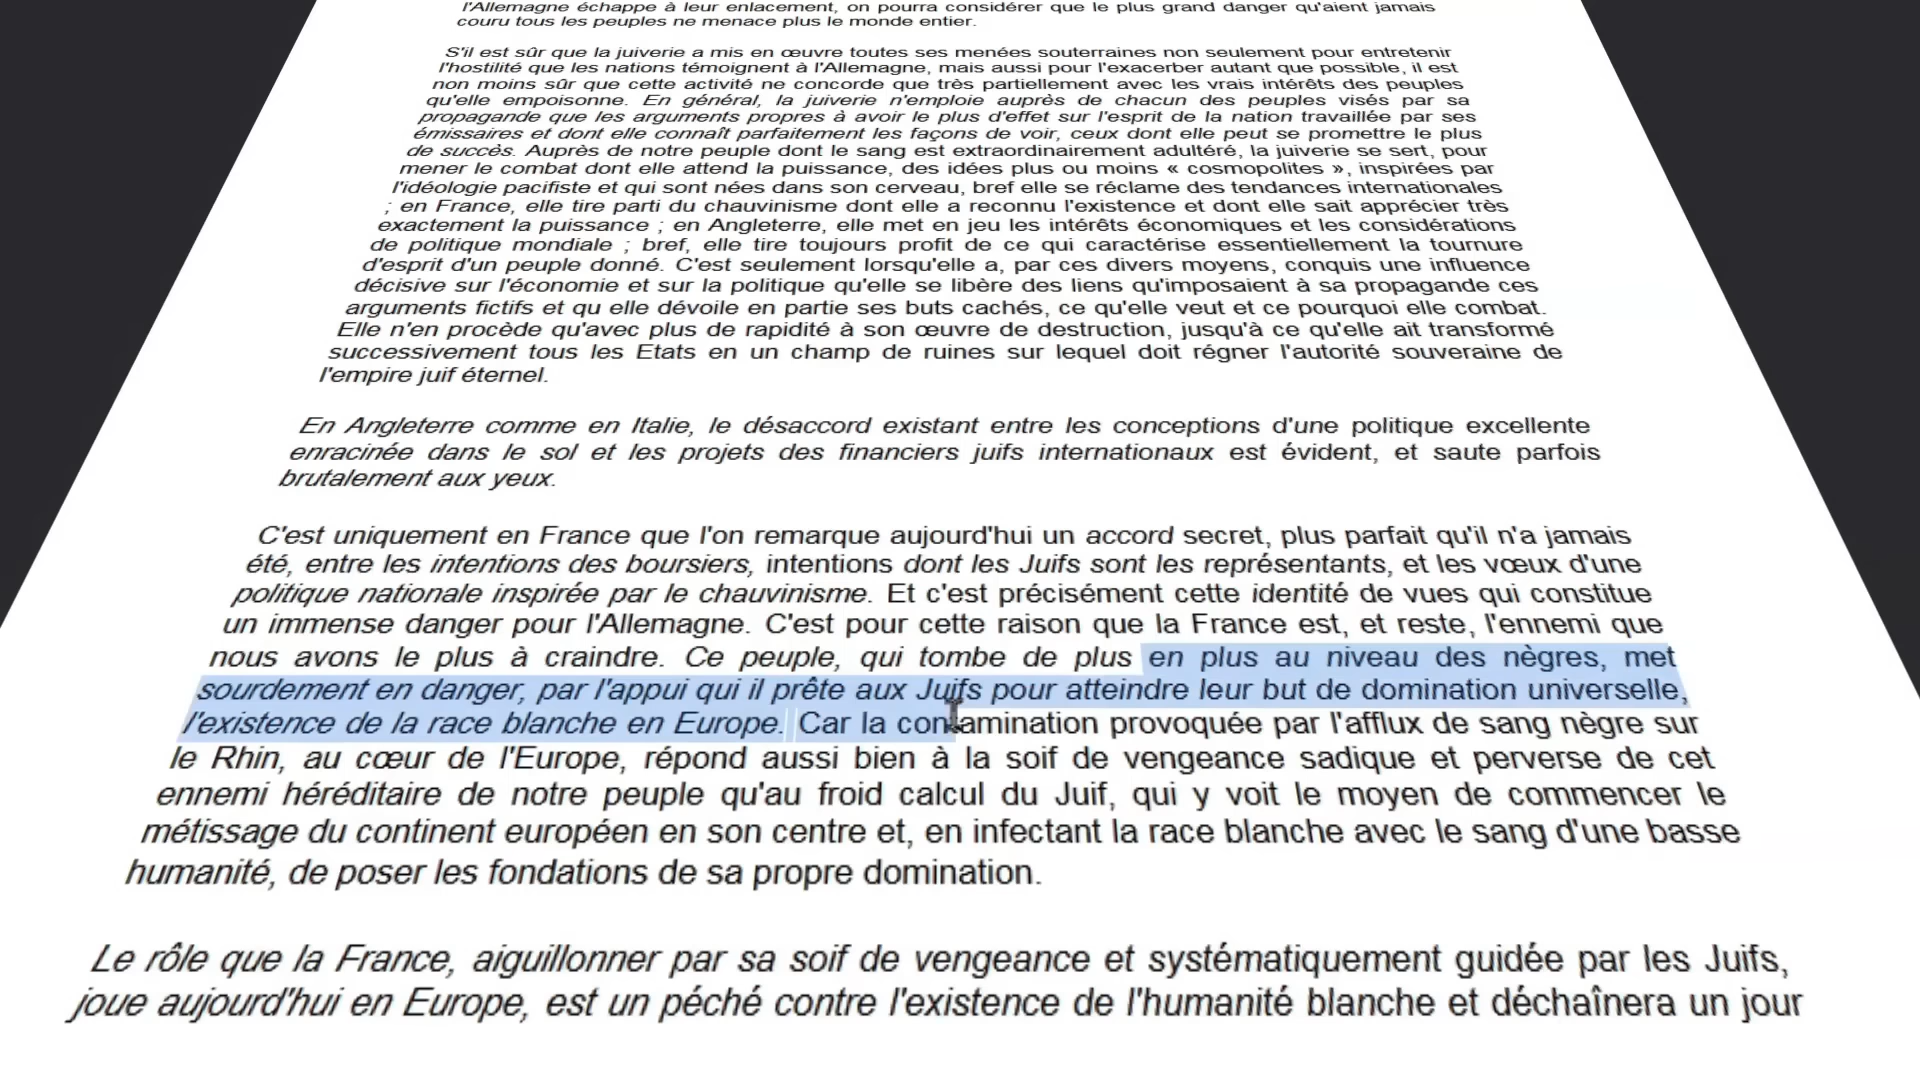 l'Allemagne échappe à leur enlacement, on pourra considérer que le plus grand danger qu'aient jamais
couru tous les peuples ne menace plus le monde entier.
S'il est sûr que la juiverie a mis en œuvre toutes ses menées souterraines non seulement pour entretenir
l'hostilité que les nations témoignent à l'Allemagne, mais aussi pour l'exacerber autant que possible, il est
non moins sûr que cette activité ne concorde que très partiellement avec les vrais intérêts des peuples
qu'elle empoisonne. En général, la juiverie n'emploie auprès de chacun des peuples visés par sa
propagande que les arguments propres à avoir le plus d'effet sur l'esprit de la nation travaillée par ses
émissaires et dont elle connaît parfaitement les façons de voir, ceux dont elle peut se promettre le plus
de succès. Auprès de notre peuple dont le sang est extraordinairement adultéré, la juiverie se sert, pour
mener le combat dont elle attend la puissance, des idées plus ou moins « cosmopolites », inspirées par
l'idéologie pacifiste et qui sont nées dans son cerveau, bref elle se réclame des tendances internationales
; en France, elle tire parti du chauvinisme dont elle a reconnu l'existence et dont elle sait apprécier très
exactement la puissance ; en Angleterre, elle met en jeu les intérêts économiques et les considérations
de politique mondiale ; bref, elle tire toujours profit de ce qui caractérise essentiellement la tournure
d'esprit d'un peuple donné. C'est seulement lorsqu'elle a, par ces divers moyens, conquis une influence
décisive sur l'économie et sur la politique qu'elle se libère des liens qu'imposaient à sa propagande ces
arguments fictifs et qu elle dévoile en partie ses buts cachés, ce qu'elle veut et ce pourquoi elle combat.
Elle n'en procède qu'avec plus de rapidité à son œuvre de destruction, jusqu'à ce qu'elle ait transformé
successivement tous les Etats en un champ de ruines sur lequel doit régner l'autorité souveraine de
l'empire juif éternel.
En Angleterre comme en Italie, le désaccord existant entre les conceptions d'une politique excellente
enracinée dans le sol et les projets des financiers juifs internationaux est évident, et saute parfois
brutalement aux yeux.
C'est uniquement en France que l'on remarque aujourd'hui un accord secret, plus parfait qu'il n'a jamais
été, entre les intentions des boursiers, intentions dont les Juifs sont les représentants, et les vœux d'une
politique nationale inspirée par le chauvinisme. Et c'est précisément cette identité de vues qui constitue
un immense danger pour l'Allemagne. C'est pour cette raison que la France est, et reste, l'ennemi que
nous avons le plus à craindre. Ce peuple, qui tombe de plus en plus au niveau des nègres, met
sourdement en danger, par l'appui qui il prête aux Juifs pour atteindre leur but de domination universelle,
l'existence de la race blanche en Europe. Car la contamination provoquée par l'afflux de sang nègre sur
le Rhin, au cœur de l'Europe, répond aussi bien à la soif de vengeance sadique et perverse de cet
ennemi héréditaire de notre peuple qu'au froid calcul du Juif, qui y voit le moyen de commencer le
métissage du continent européen en son centre et, en infectant la race blanche avec le sang d'une basse
humanité, de poser les fondations de sa propre domination.
Le rôle que la France, aiguillonner par sa soif de vengeance et systématiquement guidée par les Juifs,
joue aujourd'hui en Europe, est un péché contre l'existence de l'humanité blanche et déchaînera un jour